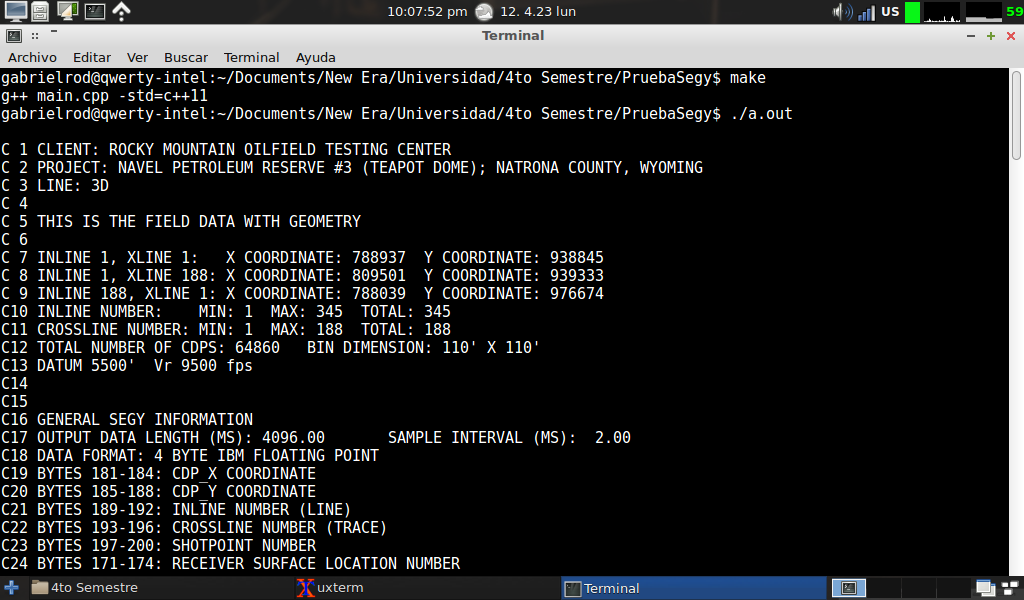 10:07:52 pm 12. 4.23 lun US 59
Terminal
Archivo Editar Ver Buscar Terminal Ayuda
gabrielrod@qwerty-intel:~/Documents/New Era/Universidad/4to Semestre/PruebaSegy$ make
g++ main.cpp -std=c++11
gabrielrod@qwerty-intel:~/Documents/New Era/Universidad/4to Semestre/PruebaSegy$ ./a.out
C 1 CLIENT: ROCKY MOUNTAIN OILFIELD TESTING CENTER
C 2 PROJECT: NAVEL PETROLEUM RESERVE #3 (TEAPOT DOME); NATRONA COUNTY, WYOMING
C 3 LINE: 3D
C 4
C 5 THIS IS THE FIELD DATA WITH GEOMETRY
C 6
C 7 INLINE 1, XLINE 1:   X COORDINATE: 788937  Y COORDINATE: 938845
C 8 INLINE 1, XLINE 188: X COORDINATE: 809501  Y COORDINATE: 939333
C 9 INLINE 188, XLINE 1: X COORDINATE: 788039  Y COORDINATE: 976674
C10 INLINE NUMBER:    MIN: 1  MAX: 345  TOTAL: 345
C11 CROSSLINE NUMBER: MIN: 1  MAX: 188  TOTAL: 188
C12 TOTAL NUMBER OF CDPS: 64860   BIN DIMENSION: 110' X 110'
C13 DATUM 5500'  Vr 9500 fps
C14
C15
C16 GENERAL SEGY INFORMATION
C17 OUTPUT DATA LENGTH (MS): 4096.00       SAMPLE INTERVAL (MS):  2.00
C18 DATA FORMAT: 4 BYTE IBM FLOATING POINT
C19 BYTES 181-184: CDP_X COORDINATE
C20 BYTES 185-188: CDP_Y COORDINATE
C21 BYTES 189-192: INLINE NUMBER (LINE)
C22 BYTES 193-196: CROSSLINE NUMBER (TRACE)
C23 BYTES 197-200: SHOTPOINT NUMBER
C24 BYTES 171-174: RECEIVER SURFACE LOCATION NUMBER
4to Semestre uxterm Terminal